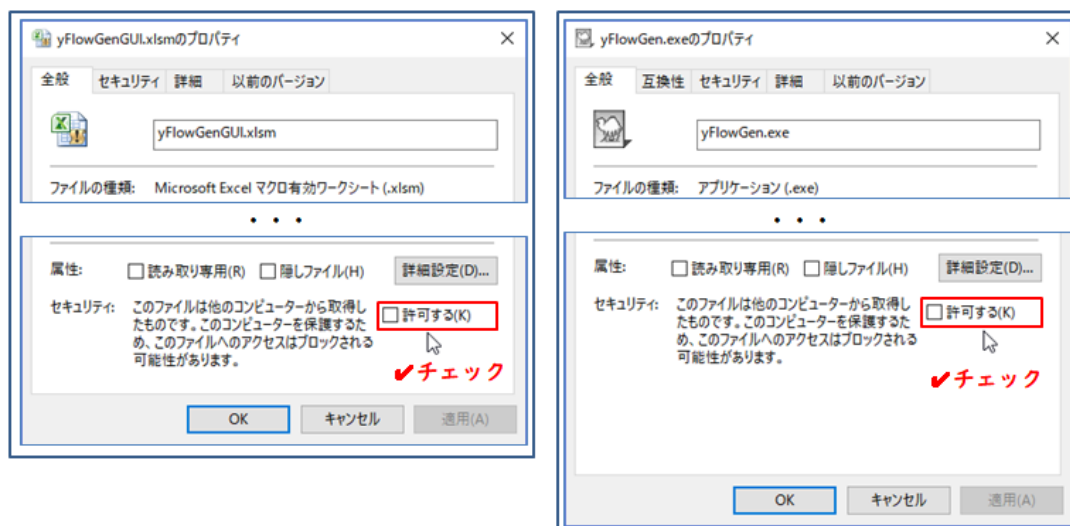 yFlowGenGUI.xlsmのプロパティ
全般 セキュリティ 詳細 以前のバージョン
yFlowGenGUI.xlsm
ファイルの種類: Microsoft Excel マクロ有効ワークシート (.xlsm)
・・・
属性: 読み取り専用(R) 隠しファイル(H) 詳細設定(D)...
セキュリティ: このファイルは他のコンピューターから取得し
たものです。このコンピューターを保護するた
め、このファイルへのアクセスはブロックされる
可能性があります。
許可する(K)
✔チェック
OK キャンセル 適用(A)
yFlowGen.exeのプロパティ
全般 互換性 セキュリティ 詳細 以前のバージョン
yFlowGen.exe
ファイルの種類: アプリケーション (.exe)
・・・
属性: 読み取り専用(R) 隠しファイル(H) 詳細設定(D)...
セキュリティ: このファイルは他のコンピューターから取得し
たものです。このコンピューターを保護するた
め、このファイルへのアクセスはブロックされる
可能性があります。
許可する(K)
✔チェック
OK キャンセル 適用(A)